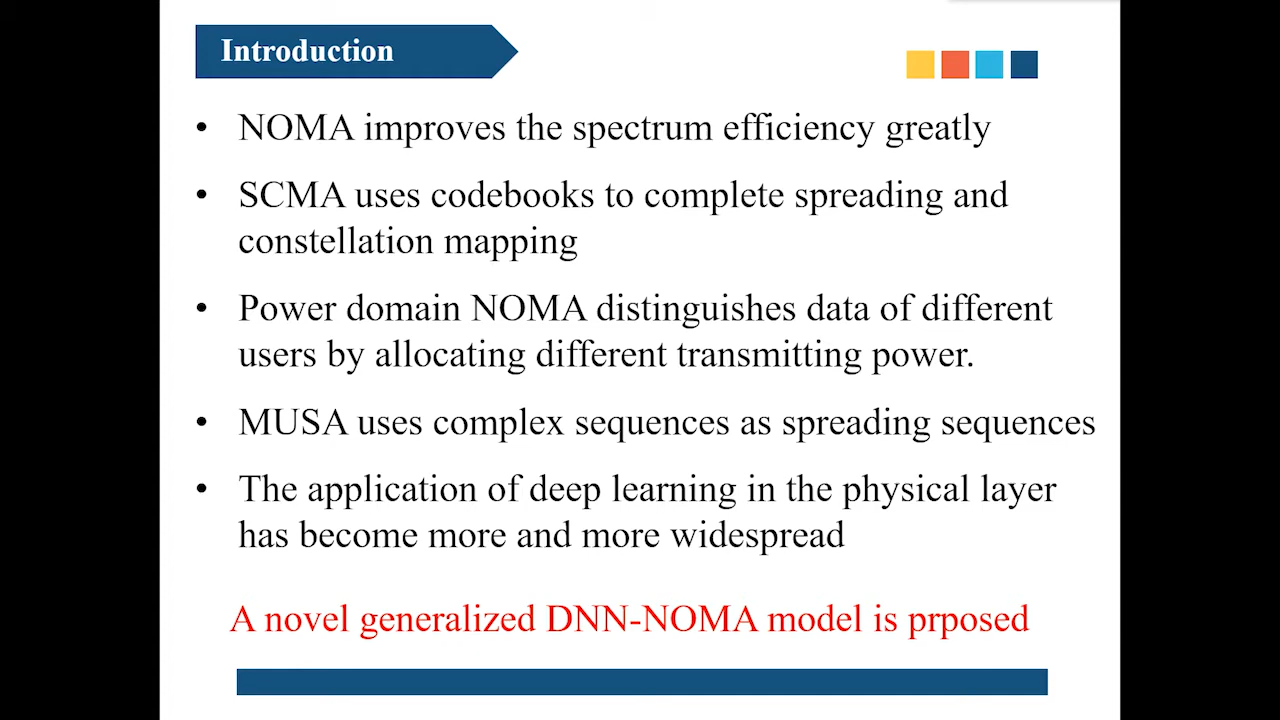 Introduction
• NOMA improves the spectrum efficiency greatly
• SCMA uses codebooks to complete spreading and
constellation mapping
• Power domain NOMA distinguishes data of different
users by allocating different transmitting power.
• MUSA uses complex sequences as spreading sequences
• The application of deep learning in the physical layer
has become more and more widespread
A novel generalized DNN-NOMA model is prposed